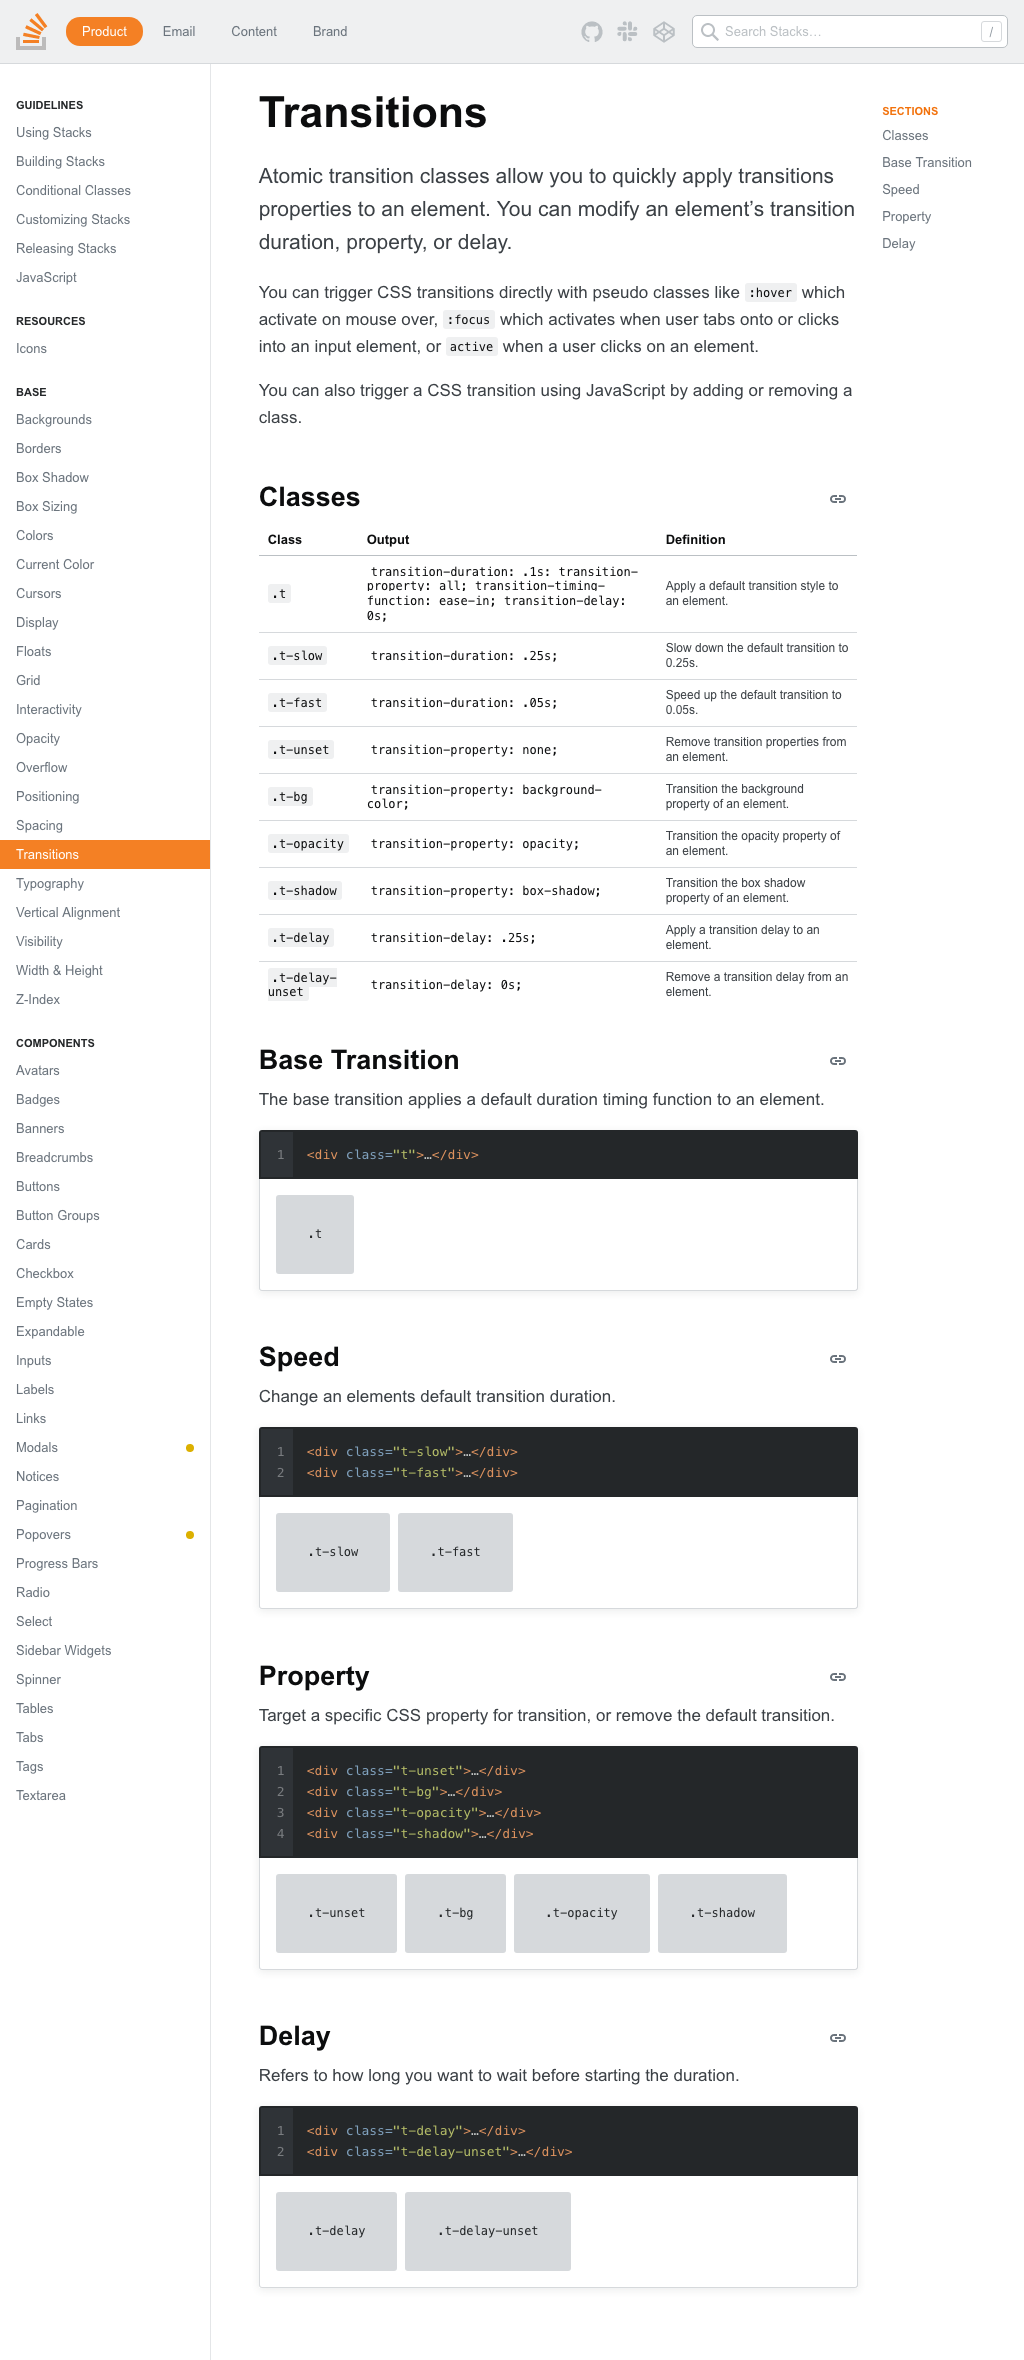 Product
Email
Content
Brand
Search Stacks…
/
GUIDELINES
Using Stacks
Building Stacks
Conditional Classes
Customizing Stacks
Releasing Stacks
JavaScript
RESOURCES
Icons
BASE
Backgrounds
Borders
Box Shadow
Box Sizing
Colors
Current Color
Cursors
Display
Floats
Grid
Interactivity
Opacity
Overflow
Positioning
Spacing
Transitions
Typography
Vertical Alignment
Visibility
Width & Height
Z-Index
COMPONENTS
Avatars
Badges
Banners
Breadcrumbs
Buttons
Button Groups
Cards
Checkbox
Empty States
Expandable
Inputs
Labels
Links
Modals
Notices
Pagination
Popovers
Progress Bars
Radio
Select
Sidebar Widgets
Spinner
Tables
Tabs
Tags
Textarea
Transitions
Atomic transition classes allow you to quickly apply transitions
properties to an element. You can modify an element’s transition
duration, property, or delay.
You can trigger CSS transitions directly with pseudo classes like :hover which
activate on mouse over, :focus which activates when user tabs onto or clicks
into an input element, or active when a user clicks on an element.
You can also trigger a CSS transition using JavaScript by adding or removing a
class.
Classes
Class Output Definition
.t
transition-duration: .1s: transition-
property: all; transition-timing-
function: ease-in; transition-delay:
0s;
Apply a default transition style to
an element.
.t-slow
transition-duration: .25s;
Slow down the default transition to
0.25s.
.t-fast
transition-duration: .05s;
Speed up the default transition to
0.05s.
.t-unset
transition-property: none;
Remove transition properties from
an element.
.t-bg
transition-property: background-
color;
Transition the background
property of an element.
.t-opacity
transition-property: opacity;
Transition the opacity property of
an element.
.t-shadow
transition-property: box-shadow;
Transition the box shadow
property of an element.
.t-delay
transition-delay: .25s;
Apply a transition delay to an
element.
.t-delay-
unset
transition-delay: 0s;
Remove a transition delay from an
element.
Base Transition
The base transition applies a default duration timing function to an element.
1 <div class="t">…</div>
.t
Speed
Change an elements default transition duration.
1 <div class="t-slow">…</div>
2 <div class="t-fast">…</div>
.t-slow
.t-fast
Property
Target a specific CSS property for transition, or remove the default transition.
1 <div class="t-unset">…</div>
2 <div class="t-bg">…</div>
3 <div class="t-opacity">…</div>
4 <div class="t-shadow">…</div>
.t-unset
.t-bg
.t-opacity
.t-shadow
Delay
Refers to how long you want to wait before starting the duration.
1 <div class="t-delay">…</div>
2 <div class="t-delay-unset">…</div>
.t-delay
.t-delay-unset
SECTIONS
Classes
Base Transition
Speed
Property
Delay